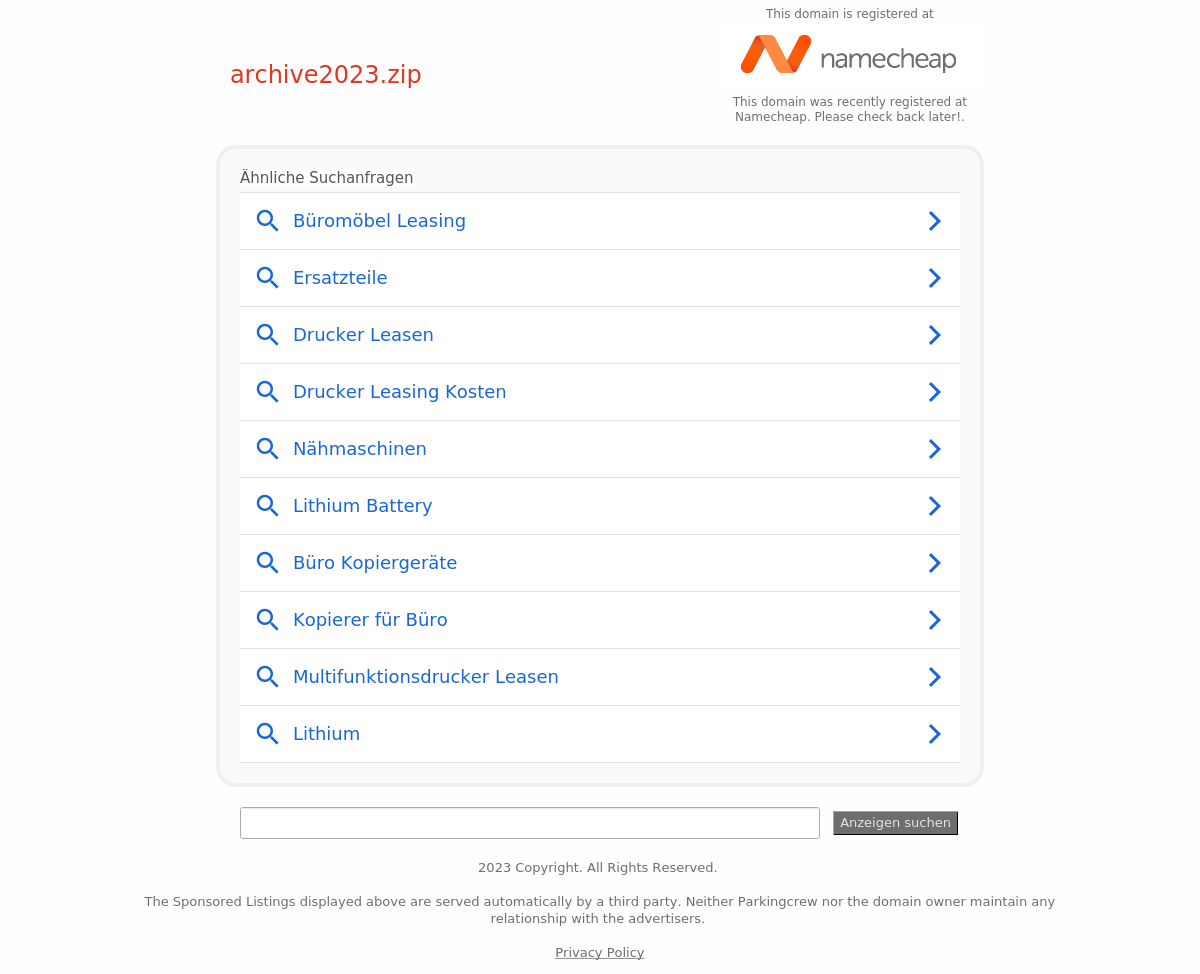 This domain is registered at
namecheap
archive2023.zip
This domain was recently registered at
Namecheap. Please check back later!.
Ähnliche Suchanfragen
Büromöbel Leasing
Ersatzteile
Drucker Leasen
Drucker Leasing Kosten
Nähmaschinen
Lithium Battery
Büro Kopiergeräte
Kopierer für Büro
Multifunktionsdrucker Leasen
Lithium
Anzeigen suchen
2023 Copyright. All Rights Reserved.
The Sponsored Listings displayed above are served automatically by a third party. Neither Parkingcrew nor the domain owner maintain any
relationship with the advertisers.
Privacy Policy